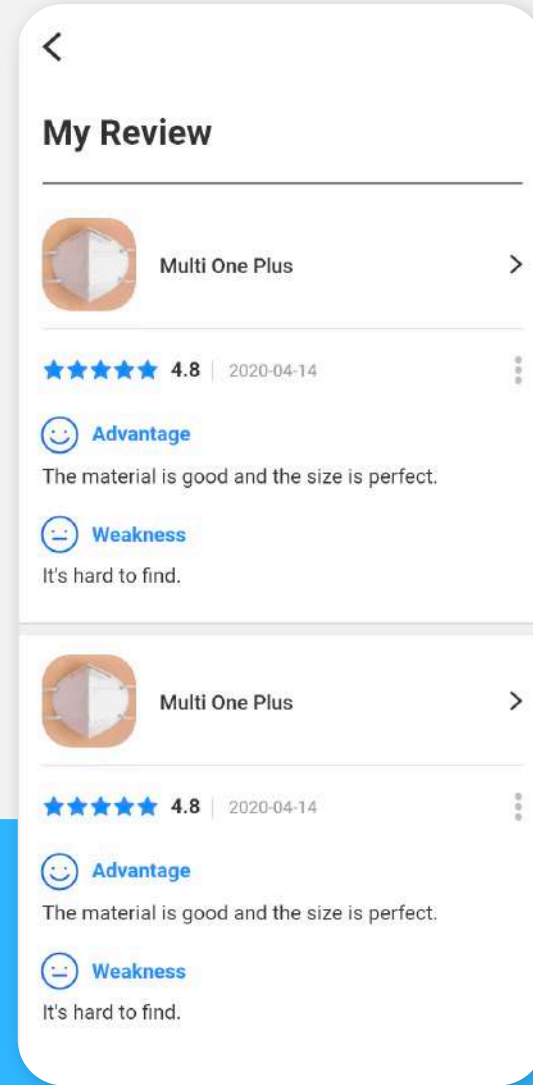 My Review
Multi One Plus
4.8 2020-04-14
Advantage
The material is good and the size is perfect.
Weakness
It's hard to find.
Multi One Plus
4.8 2020-04-14
Advantage
The material is good and the size is perfect.
Weakness
It's hard to find.